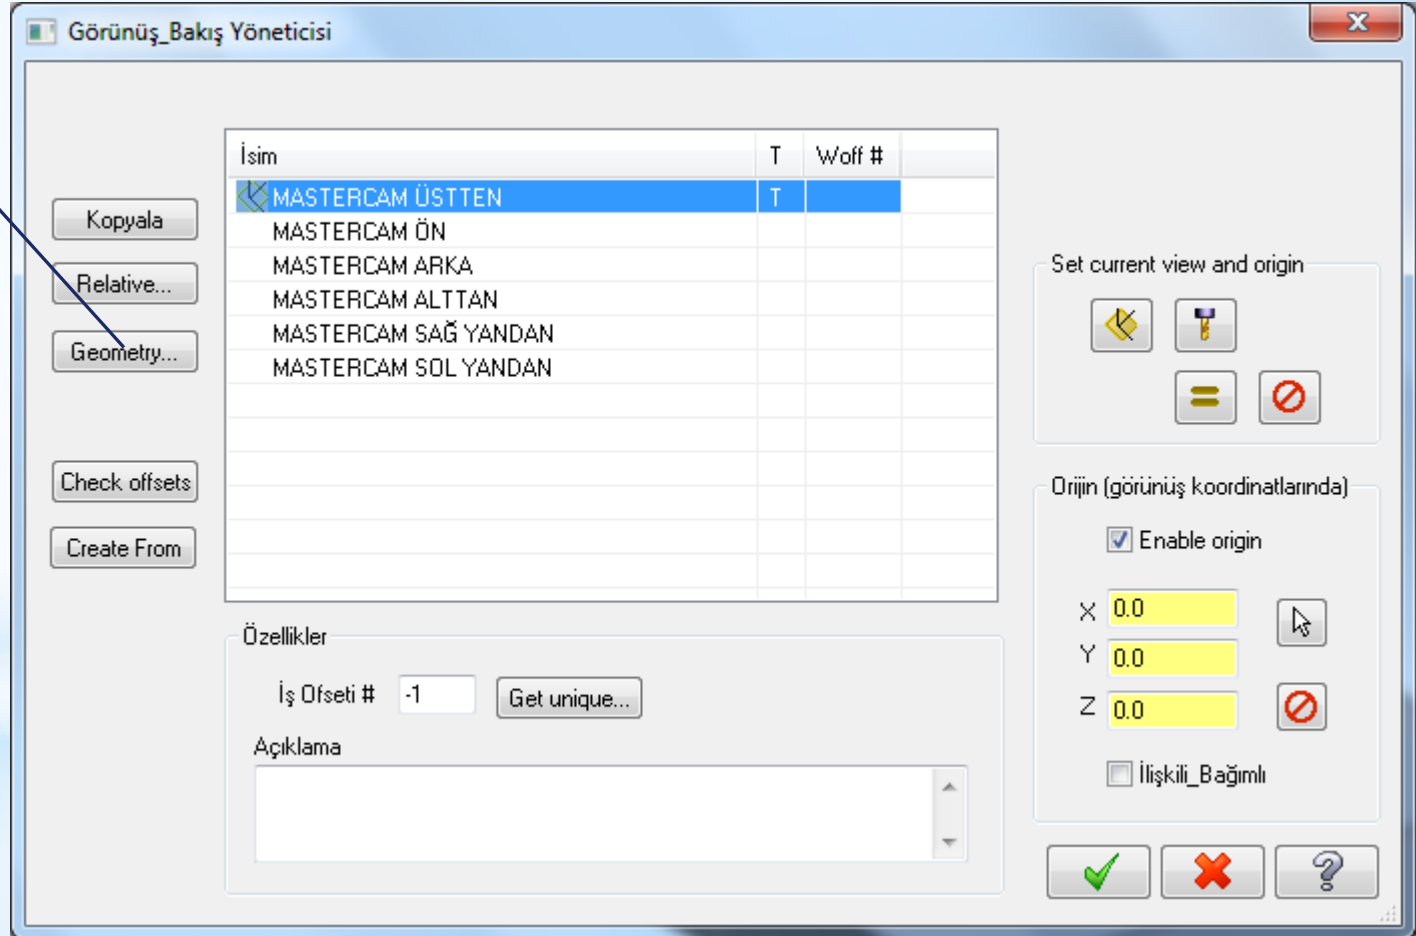 Görünüş_Bakış Yöneticisi
İsim T Woff #
MASTERCAM ÜSTTEN T
MASTERCAM ÖN
MASTERCAM ARKA
MASTERCAM ALTTAN
MASTERCAM SAĞ YANDAN
MASTERCAM SOL YANDAN
Kopyala
Relative...
Geometry...
Check offsets
Create From
Set current view and origin
Orijin (görünüş koordinatlarında)
Enable origin
X 0.0
Y 0.0
Z 0.0
İlişkili_Bağımlı
Özellikler
İş Ofseti # -1 Get unique...
Açıklama